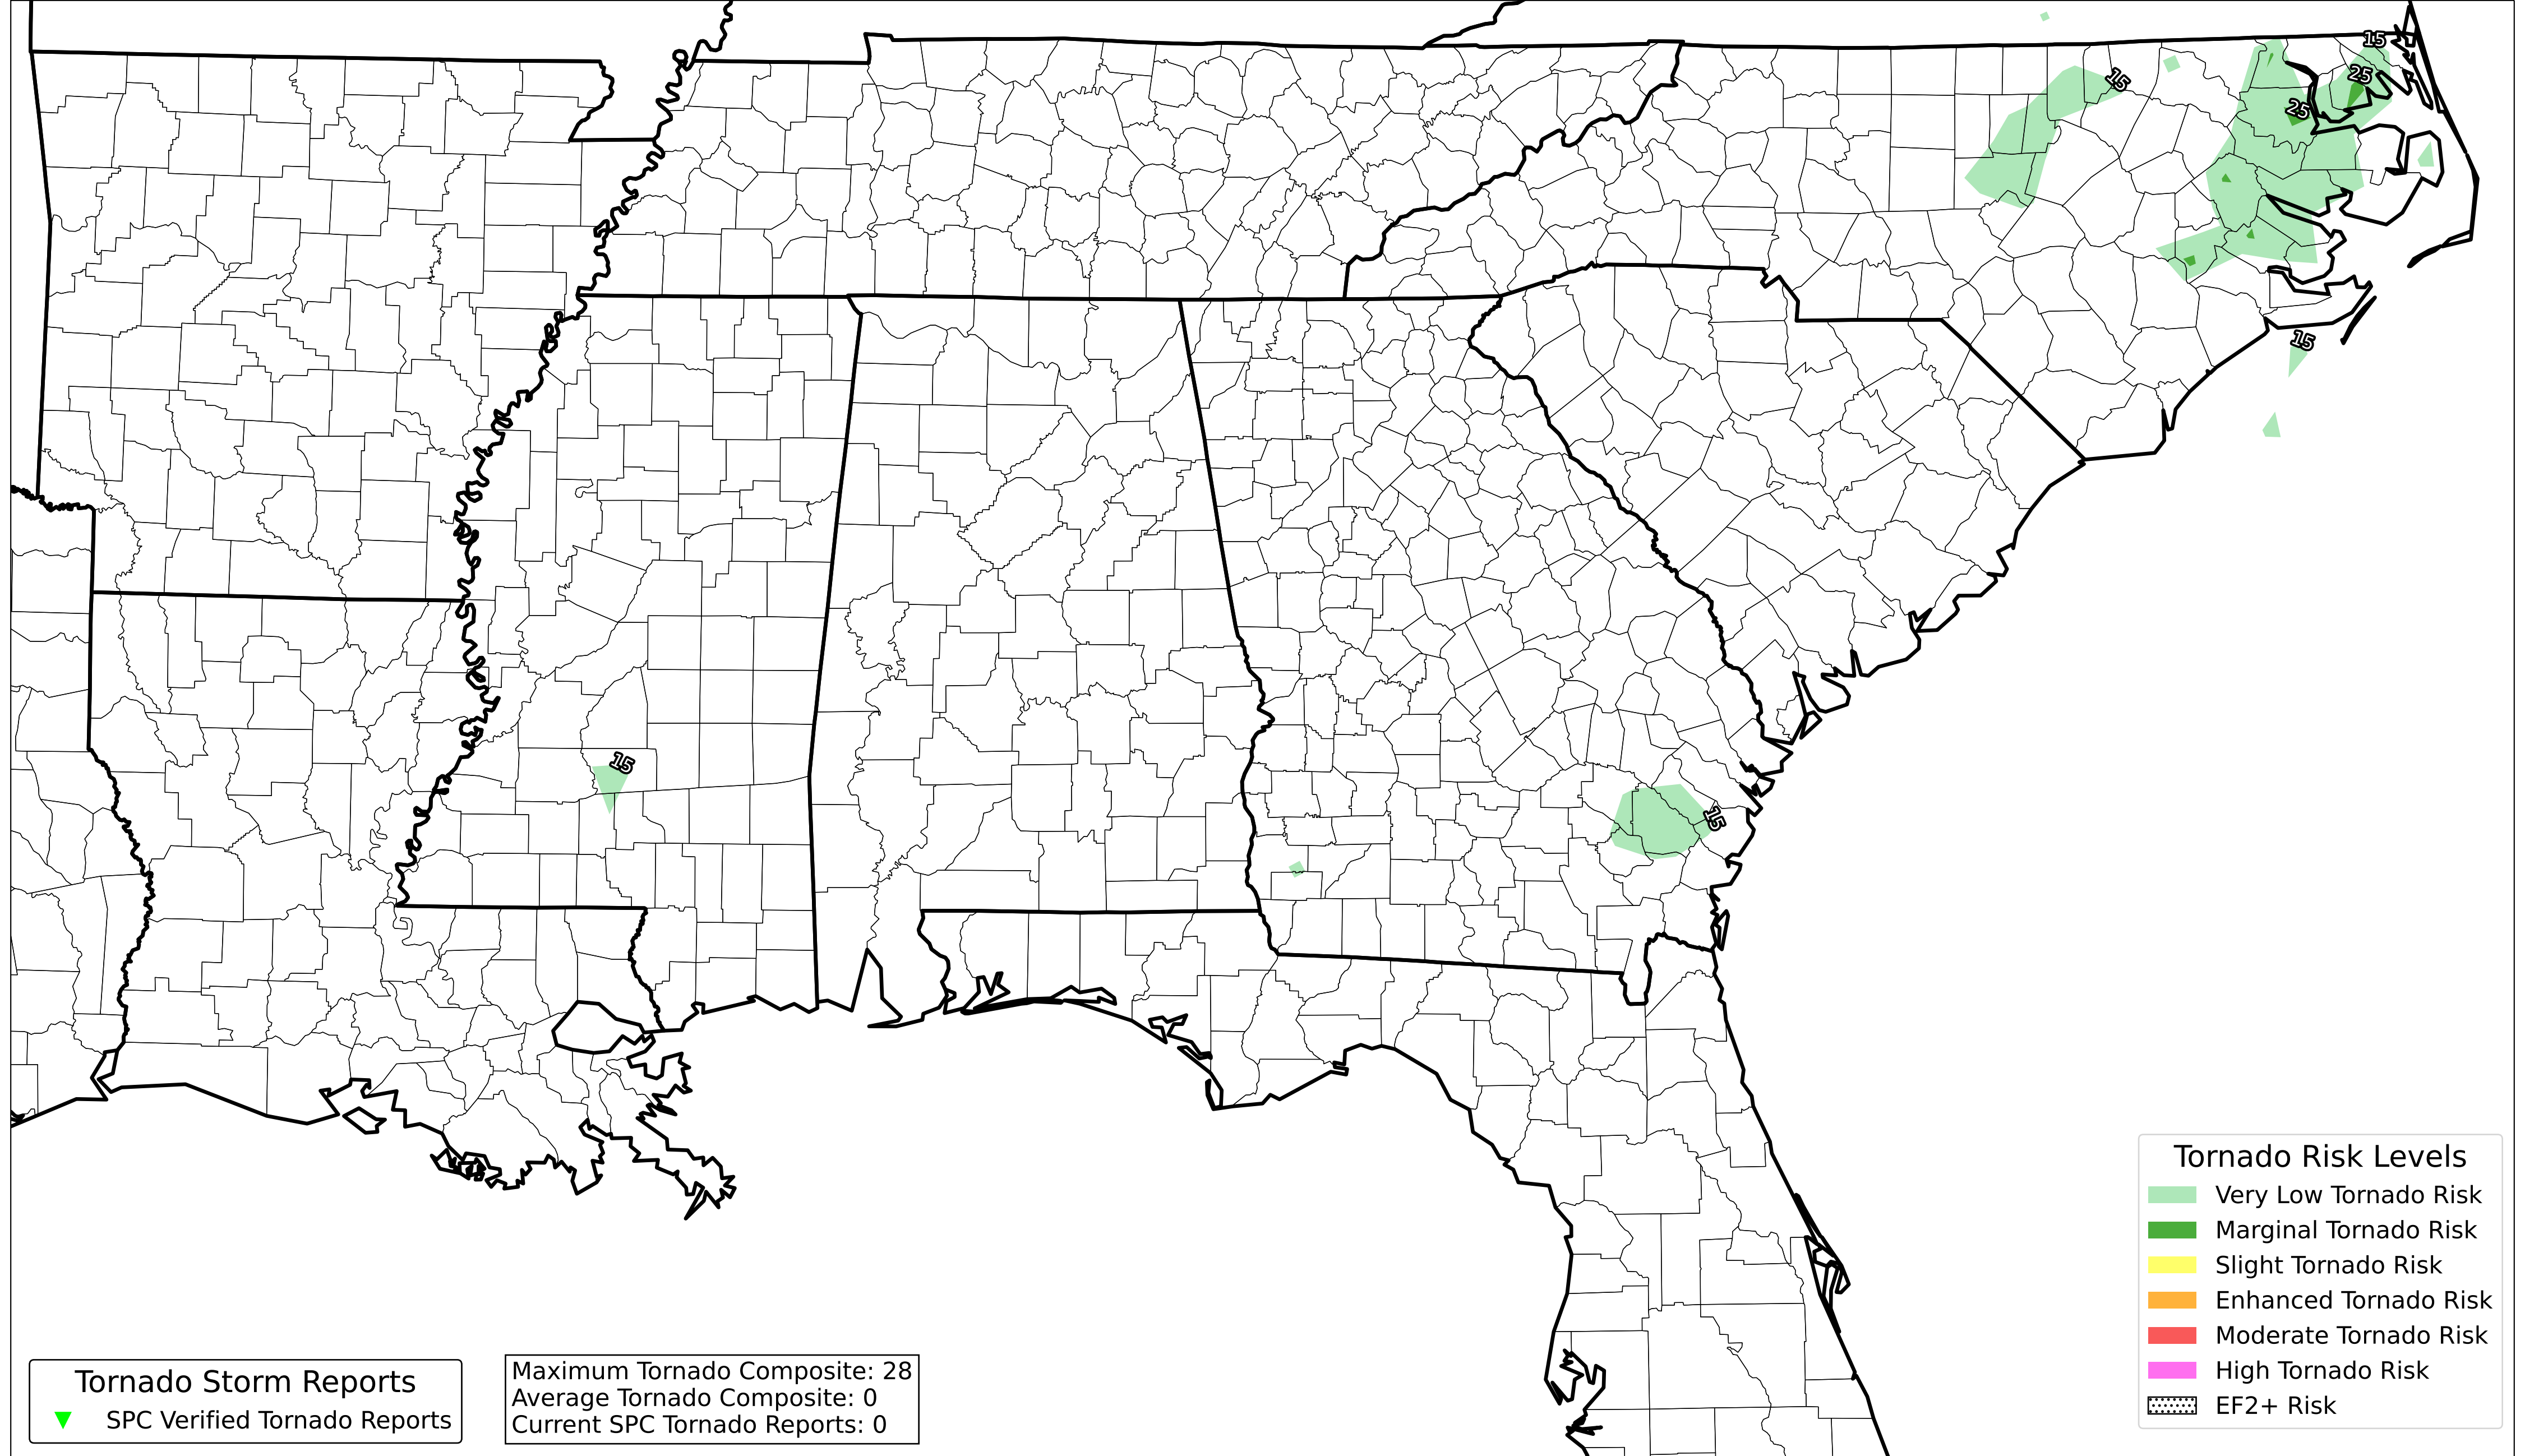 15
15
25
25
15
15
15
Tornado Risk Levels
Very Low Tornado Risk
Marginal Tornado Risk
Slight Tornado Risk
Enhanced Tornado Risk
Moderate Tornado Risk
High Tornado Risk
EF2+ Risk
Tornado Storm Reports
SPC Verified Tornado Reports
Maximum Tornado Composite: 28
Average Tornado Composite: 0
Current SPC Tornado Reports: 0